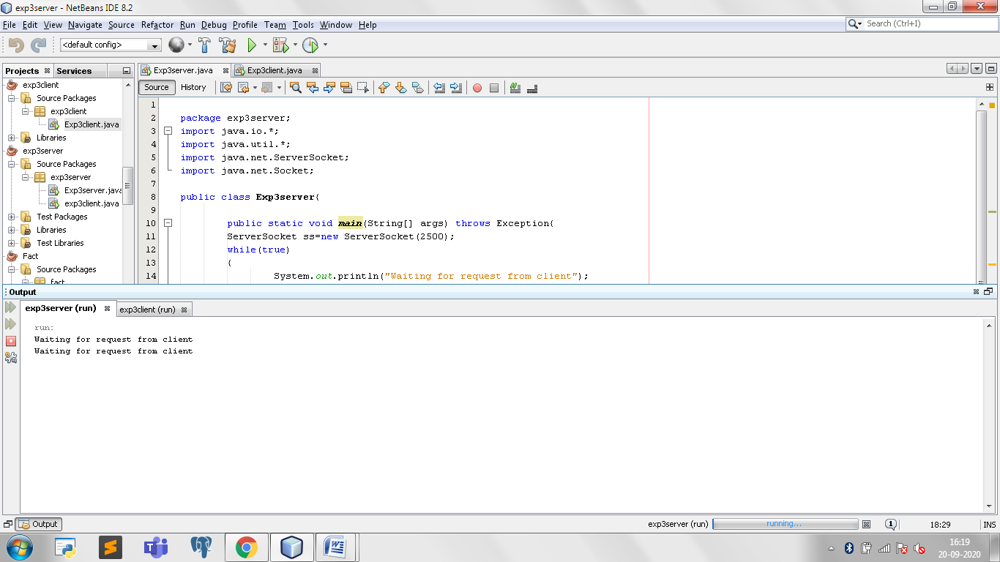 exp3server - NetBeans IDE 8.2
File Edit View Navigate Source Refactor Run Debug Profile Team Tools Window Help
Search (Ctrl+I)
<default config>
Projects Services
exp3client
Source Packages
exp3client
Exp3client.java
Libraries
exp3server
Source Packages
exp3server
Exp3server.java
exp3client.java
Test Packages
Libraries
Test Libraries
Fact
Source Packages
fact
Exp3server.java Exp3client.java
Source History
1
2 package exp3server;
3 import java.io.*;
4 import java.util.*;
5 import java.net.ServerSocket;
6 import java.net.Socket;
7
8 public class Exp3server{
9
10 public static void main(String[] args) throws Exception{
11 ServerSocket ss=new ServerSocket(2500);
12 while(true)
13 {
14 System.out.println("Waiting for request from client");
Output
exp3server (run) exp3client (run)
run:
Waiting for request from client
Waiting for request from client
Output
exp3server (run) running... 1 18:29 INS
16:19
20-09-2020